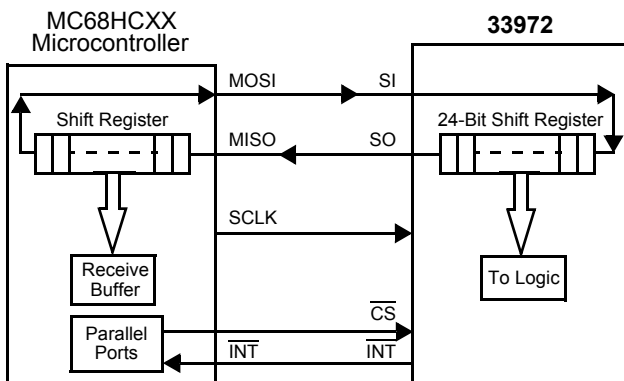 MC68HCXX
Microcontroller
33972
MOSI SI
Shift Register
24-Bit Shift Register
MISO SO
SCLK
Receive
Buffer
To Logic
CS
Parallel
Ports
INT INT